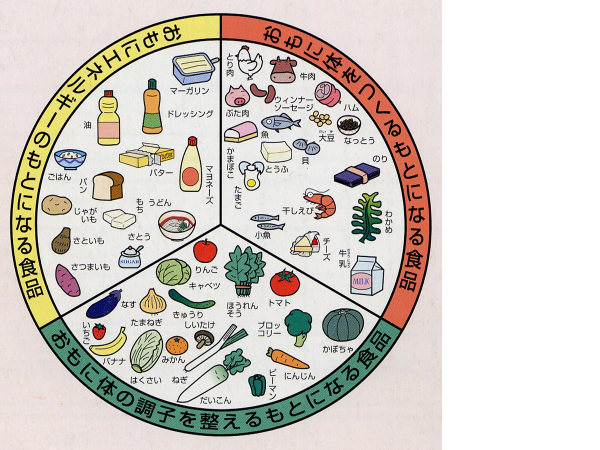 おもにエネルギーのもとになる食品
マーガリン
ドレッシング
油
バター
マヨネーズ
ごはん
パン
じゃが
いも
もち
うどん
さといも
さとう
SUGAR
さつまいも
おもに体をつくるもとになる食品
とり肉
牛肉
ぶた肉
ウィンナー
ソーセージ
ハム
魚
大豆
なっとう
かまぼこ
とうふ
貝
のり
たまご
干しえび
わかめ
小魚
チーズ
牛乳
MILK
おもに体の調子を整えるもとになる食品
りんご
キャベツ
ほうれん
そう
トマト
なす
たまねぎ
きゅうり
しいたけ
ブロッ
コリー
かぼちゃ
いちご
バナナ
はくさい
みかん
ねぎ
だいこん
ピーマン
にんじん